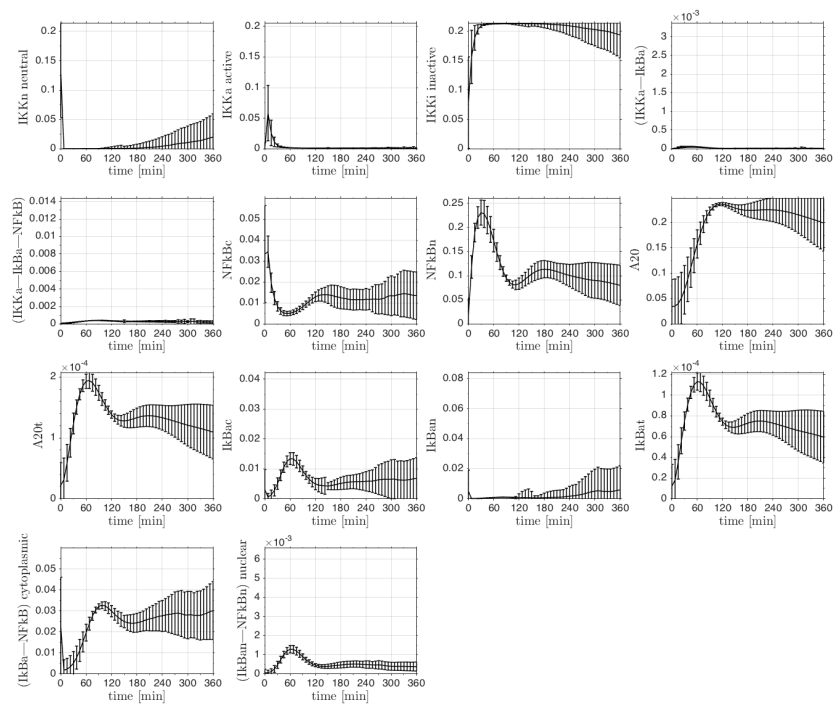 IKKn neutral
0.2
0.15
0.1
0.05
0
0 60 120 180 240 300 360
time [min]
IKKa active
0.2
0.15
0.1
0.05
0
0 60 120 180 240 300 360
time [min]
IKKi inactive
0.2
0.15
0.1
0.05
0
0 60 120 180 240 300 360
time [min]
(IKKa—IkBa)
×10⁻³
3
2.5
2
1.5
1
0.5
0
0 60 120 180 240 300 360
time [min]
(IKKa—IkBa—NFkB)
0.014
0.012
0.01
0.008
0.006
0.004
0.002
0
0 60 120 180 240 300 360
time [min]
NFkBc
0.05
0.04
0.03
0.02
0.01
0
0 60 120 180 240 300 360
time [min]
NFkBn
0.25
0.2
0.15
0.1
0.05
0
0 60 120 180 240 300 360
time [min]
A20
0.2
0.15
0.1
0.05
0
0 60 120 180 240 300 360
time [min]
A20t
×10⁻⁴
2
1
0
0 60 120 180 240 300 360
time [min]
IkBac
0.04
0.03
0.02
0.01
0
0 60 120 180 240 300 360
time [min]
IkBan
0.08
0.06
0.04
0.02
0
0 60 120 180 240 300 360
time [min]
IkBat
1.2
×10⁻⁴
1
0.8
0.6
0.4
0.2
0
0 60 120 180 240 300 360
time [min]
(IkBa—NFkB) cytoplasmic
0.05
0.04
0.03
0.02
0.01
0
0 60 120 180 240 300 360
time [min]
(IkBan—NFkBn) nuclear
×10⁻³
6
5
4
3
2
1
0
0 60 120 180 240 300 360
time [min]